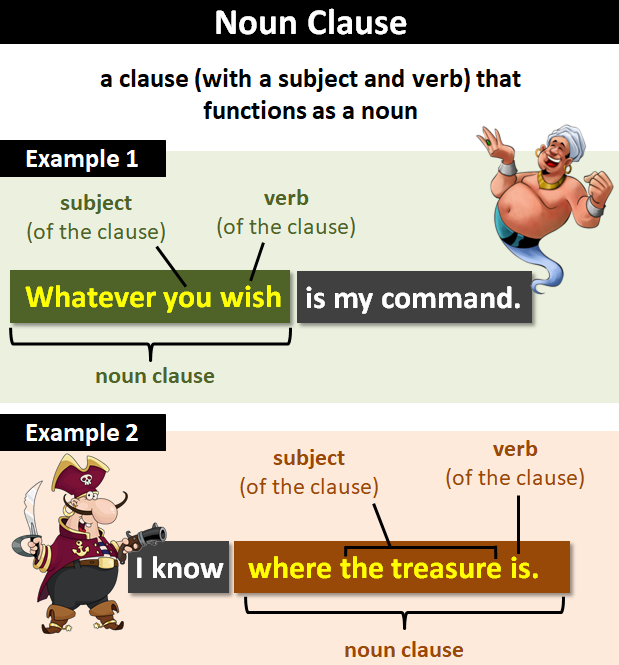 Noun Clause
a clause (with a subject and verb) that
functions as a noun
Example 1
subject
(of the clause)
verb
(of the clause)
Whatever you wish is my command.
noun clause
Example 2
subject
(of the clause)
verb
(of the clause)
I know where the treasure is.
noun clause